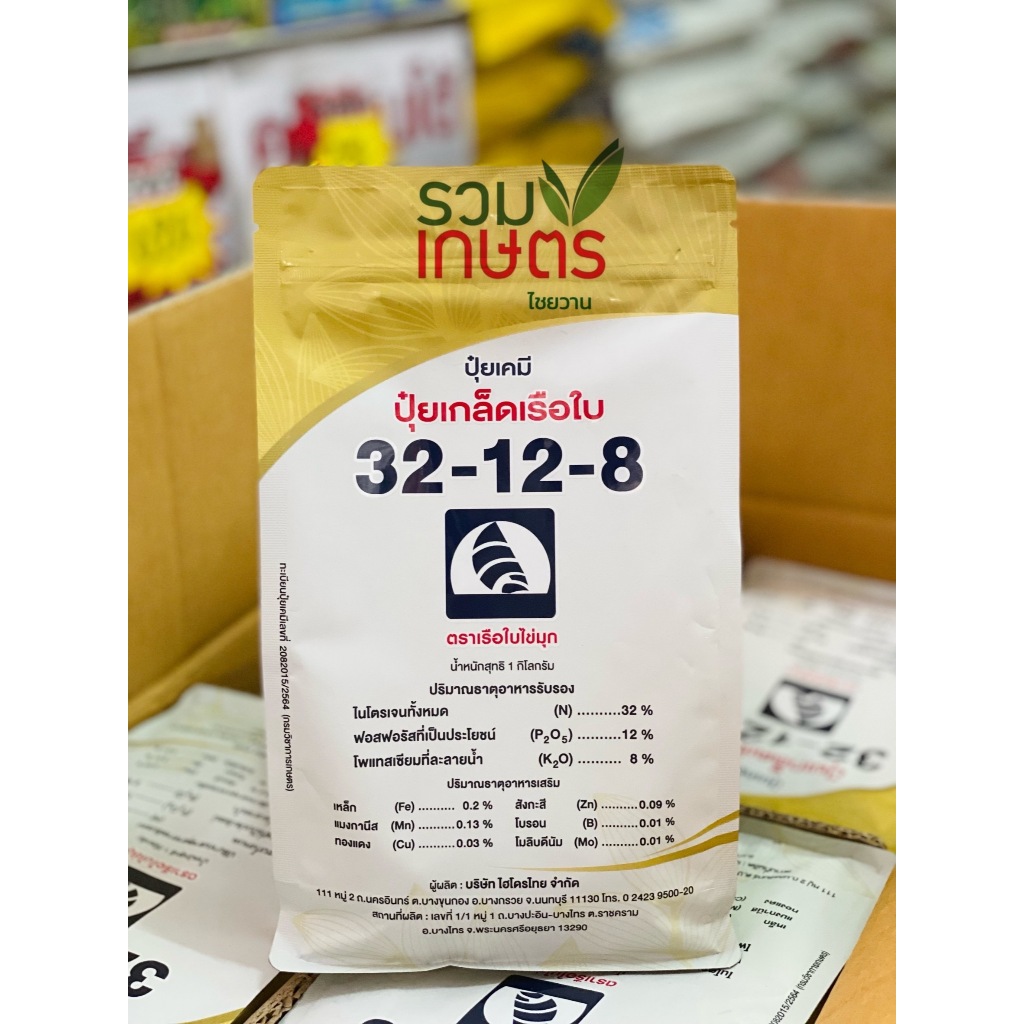 รวม
เกษตร
ไชยวาน
ปุ๋ยเคมี
ปุ๋ยเกล็ดเรือใบ
32-12-8
ตราเรือใบไข่มุก
น้ำหนักสุทธิ 1 กิโลกรัม
ปริมาณธาตุอาหารรับรอง
ไนโตรเจนทั้งหมด (N) ..........32 %
ฟอสฟอรัสที่เป็นประโยชน์ (P₂O₅) ..........12 %
โพแทสเซียมที่ละลายน้ำ (K₂O) .......... 8 %
ปริมาณธาตุอาหารเสริม
เหล็ก (Fe) .......... 0.2 % สังกะสี (Zn) ..........0.09 %
แมงกานีส (Mn) ..........0.13 % โบรอน (B) ..........0.01 %
ทองแดง (Cu) ..........0.03 % โมลิบดีนัม (Mo) ..........0.01 %
ผู้ผลิต : บริษัท ไฮโดรไทย จำกัด
111 หมู่ 2 ถ.นครอินทร์ ต.บางขุนกอง อ.บางกรวย จ.นนทบุรี 11130 โทร. 0 2423 9500-20
สถานที่ผลิต : เลขที่ 1/1 หมู่ 1 ถ.บางปะอิน-บางไทร ต.ราชคราม
อ.บางไทร จ.พระนครศรีอยุธยา 13290
ทะเบียนปุ๋ยเคมีเลขที่ 2082015/2564 (กรมวิชาการเกษตร)
32-12